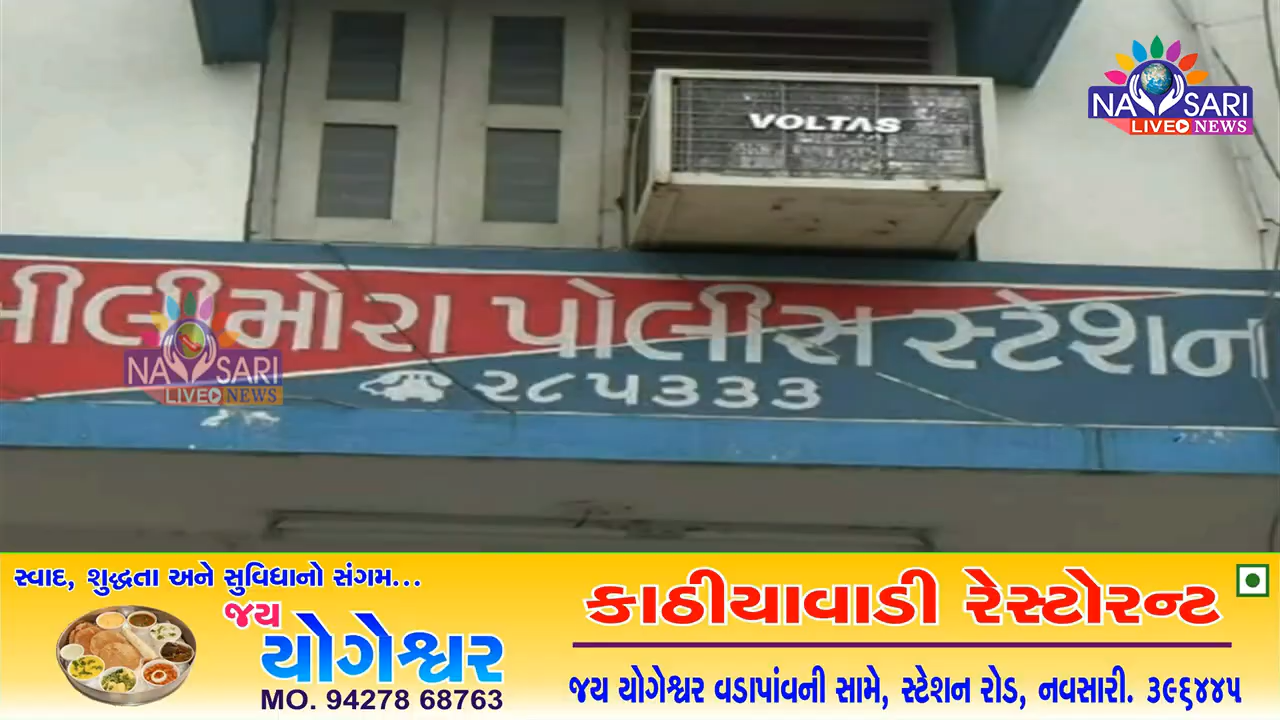 VOLTAS
NAVSARI
LIVE NEWS
બીલીમોરા પોલીસ સ્ટેશન
☎ ૨૮૫૩૩૩
NAVSARI
LIVE NEWS
સ્વાદ, શુદ્ધતા અને સુવિધાનો સંગમ...
જય
યોગેશ્વર
MO. 94278 68763
કાઠીયાવાડી રેસ્ટોરન્ટ
જય યોગેશ્વર વડાપાંવની સામે, સ્ટેશન રોડ, નવસારી. ૩૯૬૪૪૫